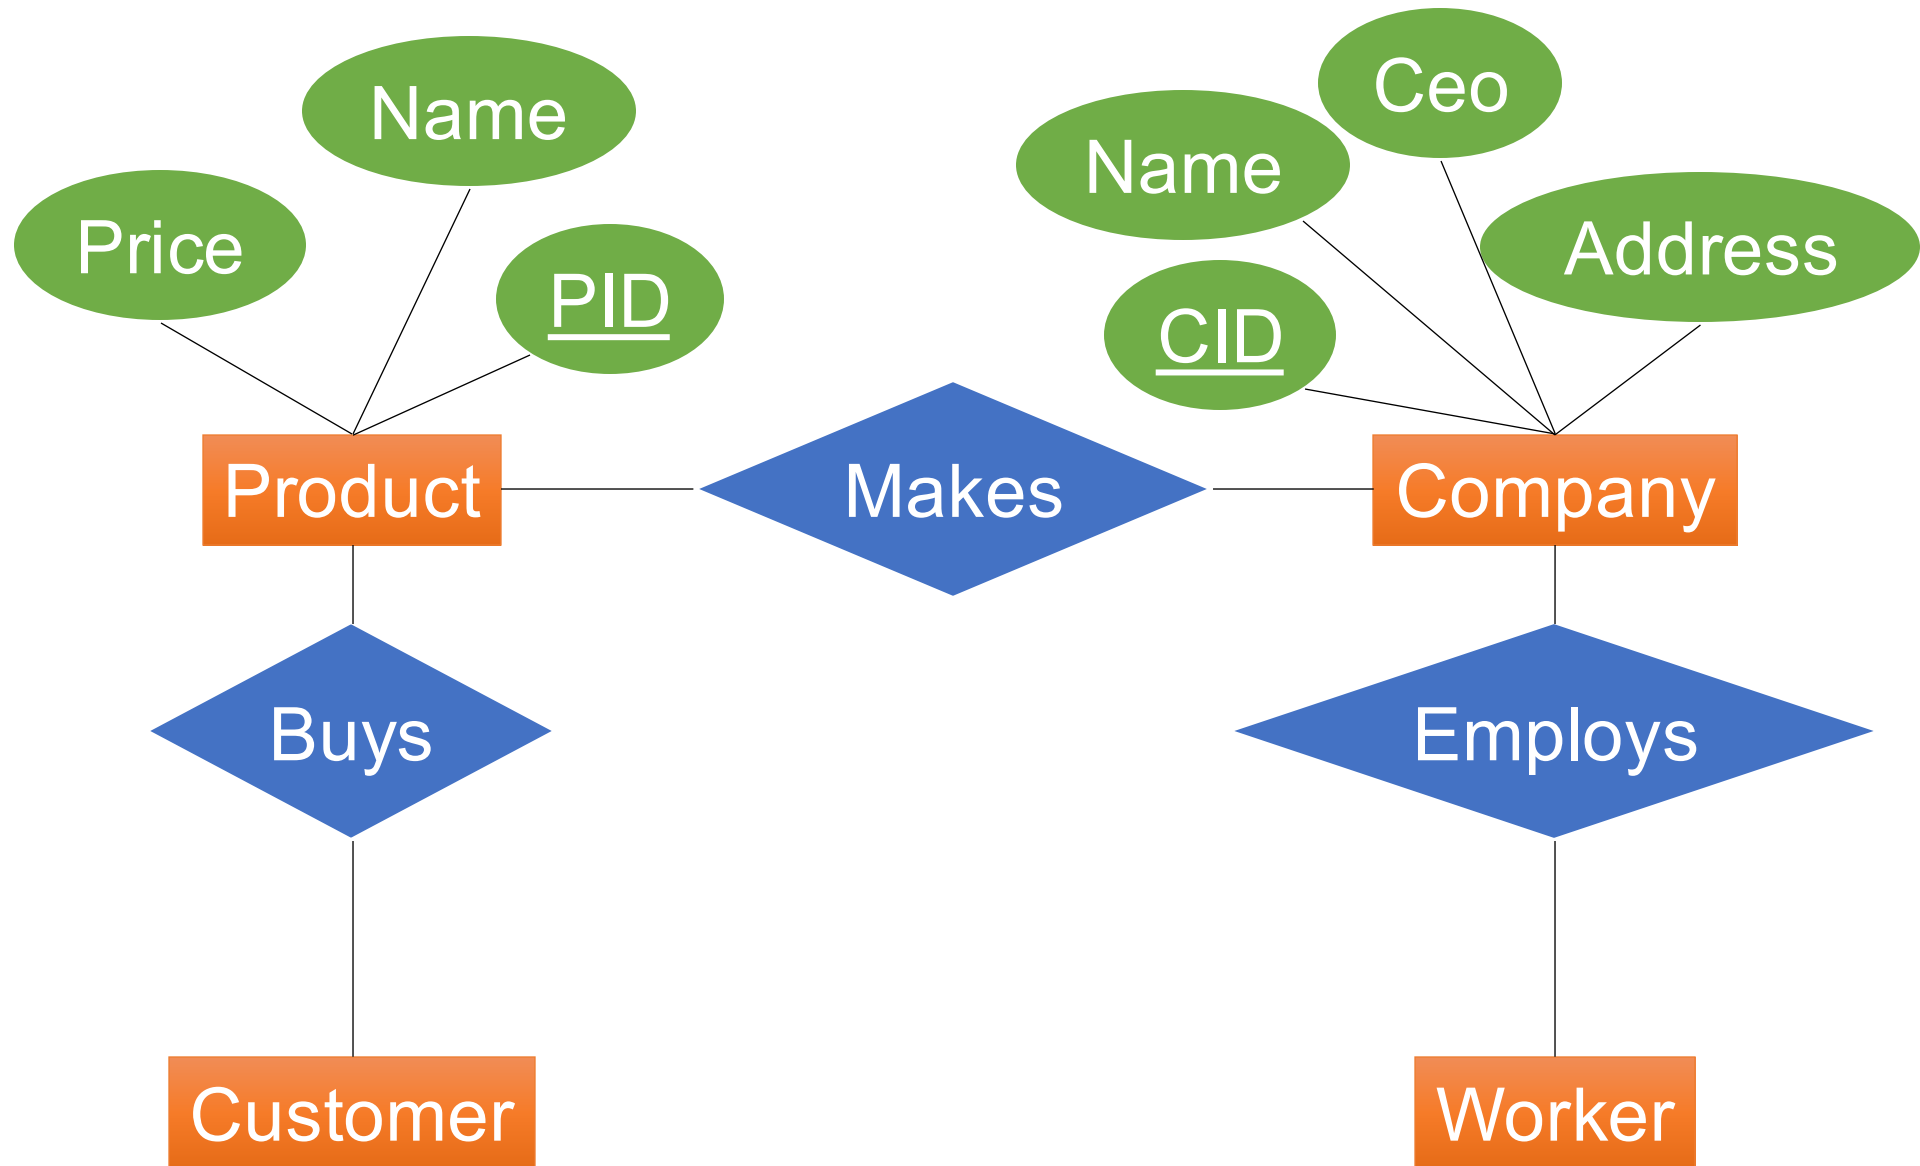 Ceo
Name
Name
Price
Address
PID
CID
Product
Makes
Company
Buys
Employs
Customer
Worker